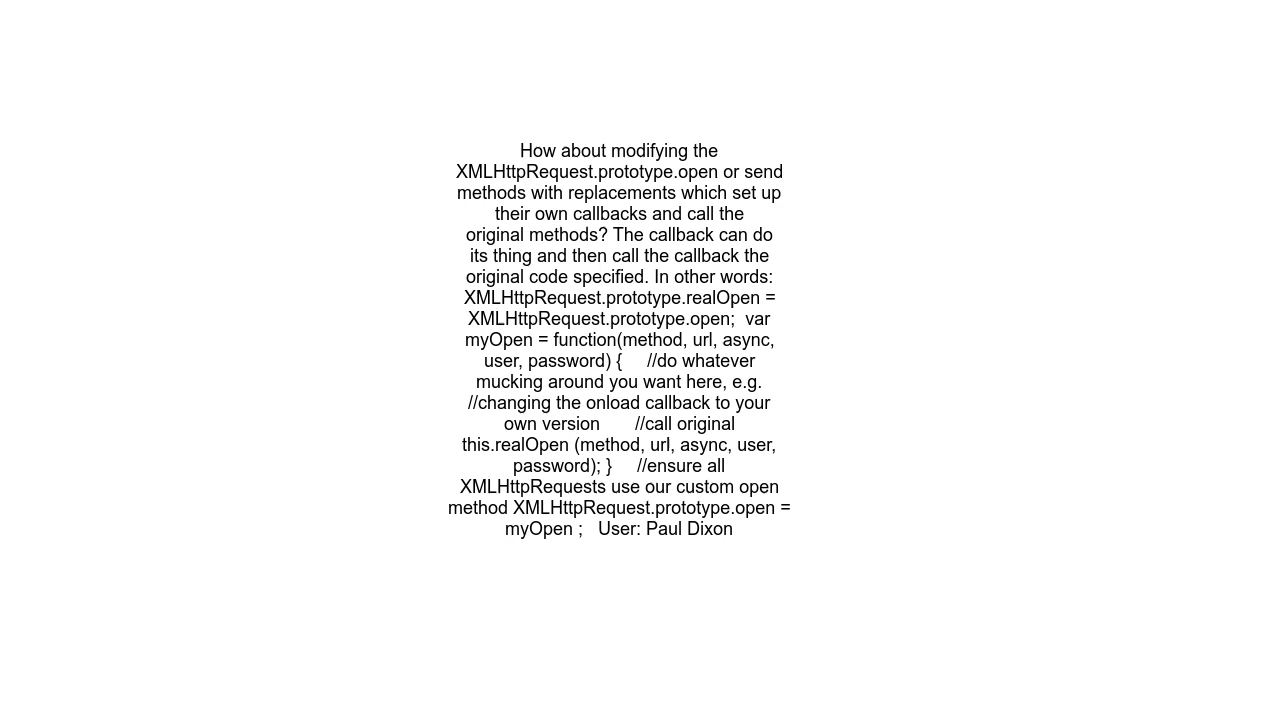 How about modifying the
XMLHttpRequest.prototype.open or send
methods with replacements which set up
their own callbacks and call the
original methods? The callback can do
its thing and then call the callback the
original code specified. In other words:
XMLHttpRequest.prototype.realOpen =
XMLHttpRequest.prototype.open;  var
myOpen = function(method, url, async,
user, password) {     //do whatever
mucking around you want here, e.g.
//changing the onload callback to your
own version       //call original
this.realOpen (method, url, async, user,
password); }     //ensure all
XMLHttpRequests use our custom open
method XMLHttpRequest.prototype.open =
myOpen ;   User: Paul Dixon